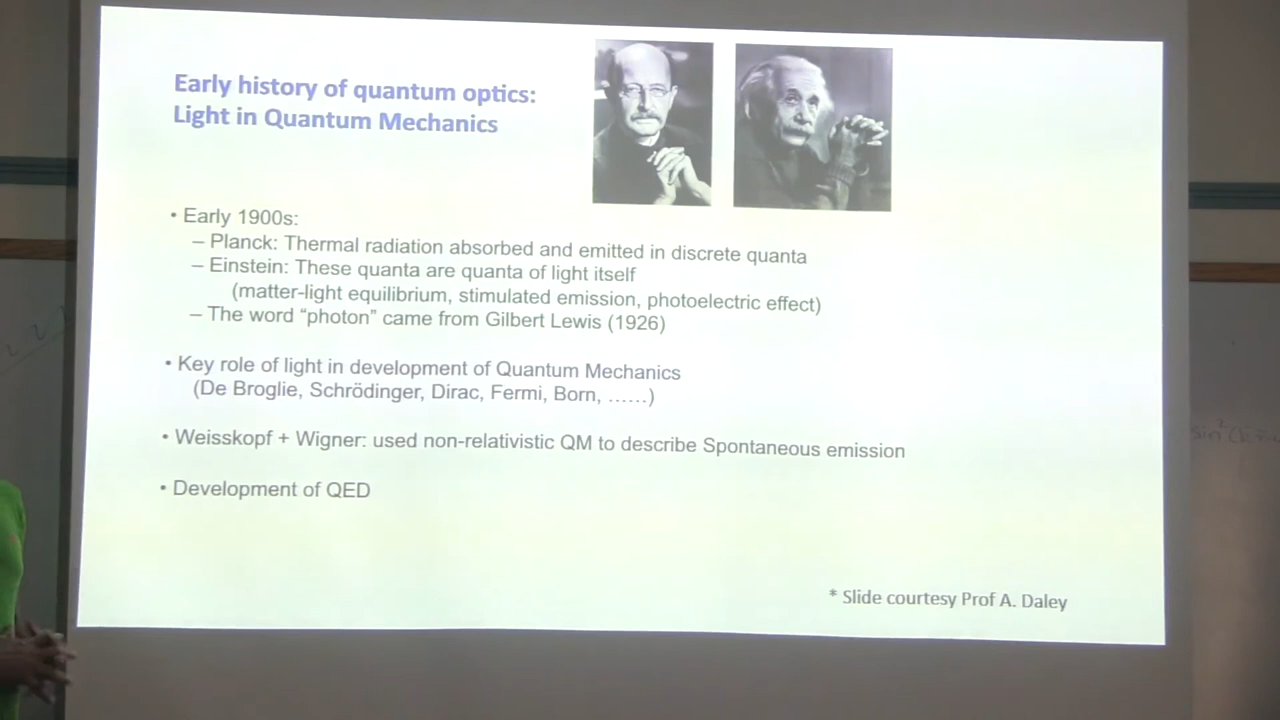 Early history of quantum optics:
Light in Quantum Mechanics
• Early 1900s:
– Planck: Thermal radiation absorbed and emitted in discrete quanta
– Einstein: These quanta are quanta of light itself
(matter-light equilibrium, stimulated emission, photoelectric effect)
– The word “photon” came from Gilbert Lewis (1926)
• Key role of light in development of Quantum Mechanics
(De Broglie, Schrödinger, Dirac, Fermi, Born, ……)
• Weisskopf + Wigner: used non-relativistic QM to describe Spontaneous emission
• Development of QED
* Slide courtesy Prof A. Daley